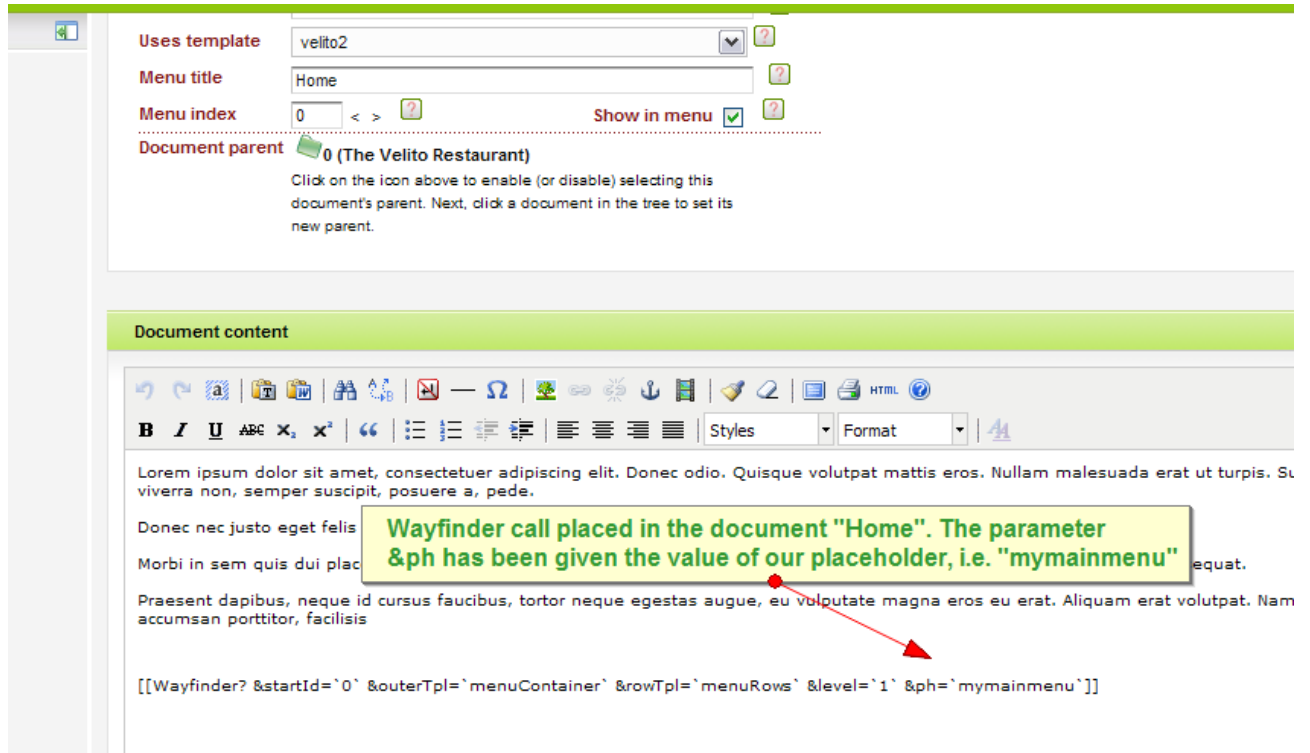 Uses template velito2
Menu title Home
Menu index 0 < > Show in menu
Document parent 0 (The Velito Restaurant)
Click on the icon above to enable (or disable) selecting this
document's parent. Next, click a document in the tree to set its
new parent.
Document content
HTML
B I U ABC x₂ x² Styles Format
Lorem ipsum dolor sit amet, consectetuer adipiscing elit. Donec odio. Quisque volutpat mattis eros. Nullam malesuada erat ut turpis.
viverra non, semper suscipit, posuere a, pede.
Donec nec justo eget felis
Wayfinder call placed in the document "Home". The parameter
&ph has been given the value of our placeholder, i.e. "mymainmenu"
Morbi in sem quis dui
Praesent dapibus, neque id cursus faucibus, tortor neque egestas augue, eu vulputate magna eros eu erat. Aliquam erat volutpat. Nam
accumsan porttitor, facilisis
[[Wayfinder? &startId=`0` &outerTpl=`menuContainer` &rowTpl=`menuRows` &level=`1` &ph=`mymainmenu`]]